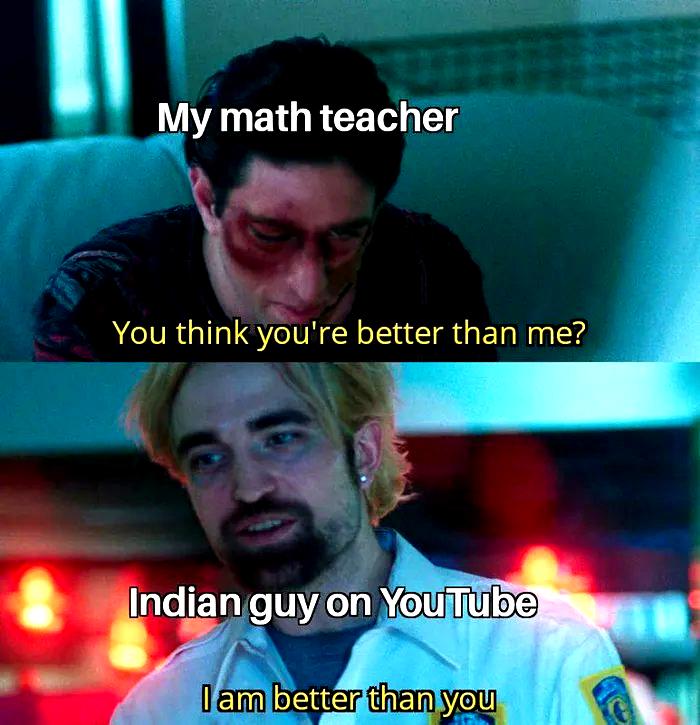 My math teacher
You think you're better than me?
Indian guy on YouTube
I am better than you